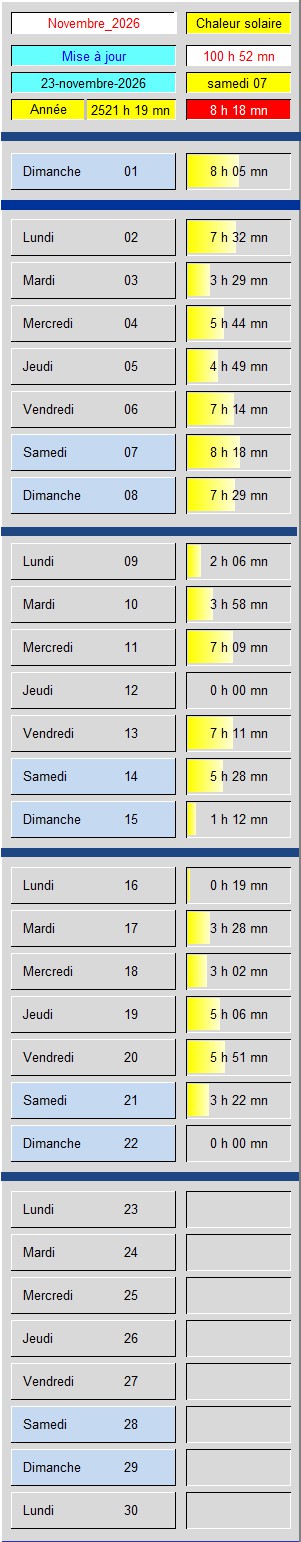 Novembre_2026 Chaleur solaire
Mise à jour 100 h 52 mn
23-novembre-2026 samedi 07
Année 2521 h 19 mn 8 h 18 mn
Dimanche 01 8 h 05 mn
Lundi 02 7 h 32 mn
Mardi 03 3 h 29 mn
Mercredi 04 5 h 44 mn
Jeudi 05 4 h 49 mn
Vendredi 06 7 h 14 mn
Samedi 07 8 h 18 mn
Dimanche 08 7 h 29 mn
Lundi 09 2 h 06 mn
Mardi 10 3 h 58 mn
Mercredi 11 7 h 09 mn
Jeudi 12 0 h 00 mn
Vendredi 13 7 h 11 mn
Samedi 14 5 h 28 mn
Dimanche 15 1 h 12 mn
Lundi 16 0 h 19 mn
Mardi 17 3 h 28 mn
Mercredi 18 3 h 02 mn
Jeudi 19 5 h 06 mn
Vendredi 20 5 h 51 mn
Samedi 21 3 h 22 mn
Dimanche 22 0 h 00 mn
Lundi 23
Mardi 24
Mercredi 25
Jeudi 26
Vendredi 27
Samedi 28
Dimanche 29
Lundi 30